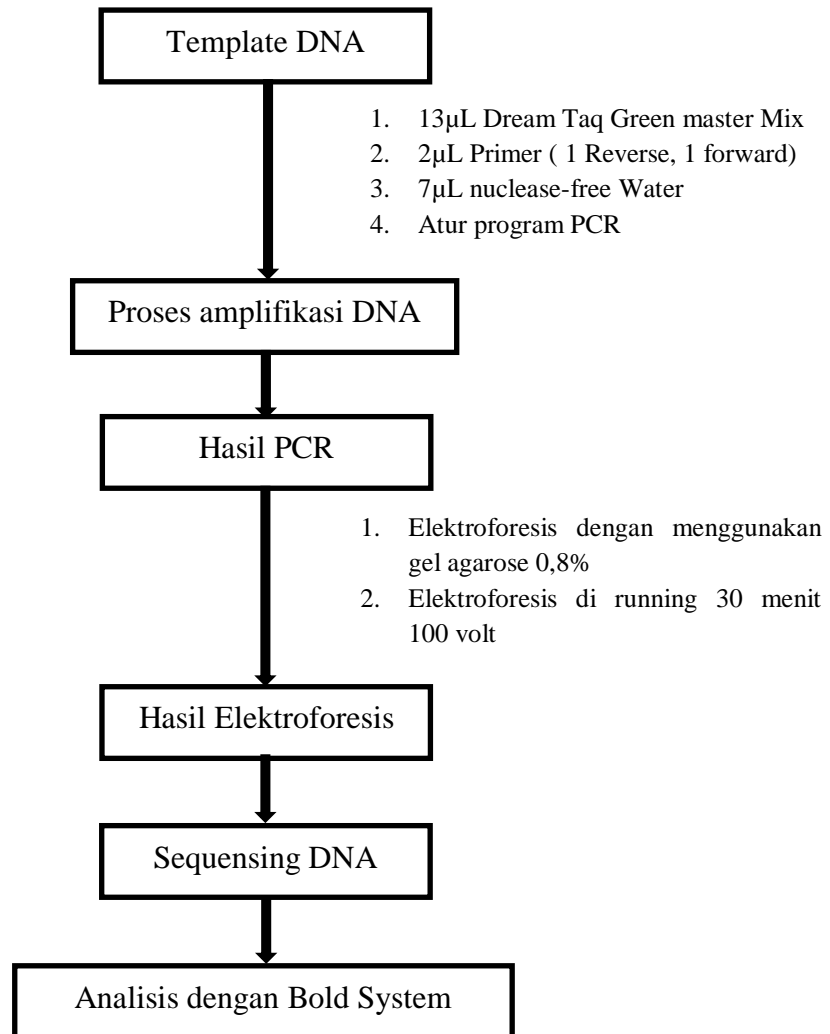 Template DNA
1. 13µL Dream Taq Green master Mix
2. 2µL Primer ( 1 Reverse, 1 forward)
3. 7µL nuclease-free Water
4. Atur program PCR
Proses amplifikasi DNA
Hasil PCR
1. Elektroforesis dengan menggunakan
gel agarose 0,8%
2. Elektroforesis di running 30 menit
100 volt
Hasil Elektroforesis
Sequensing DNA
Analisis dengan Bold System